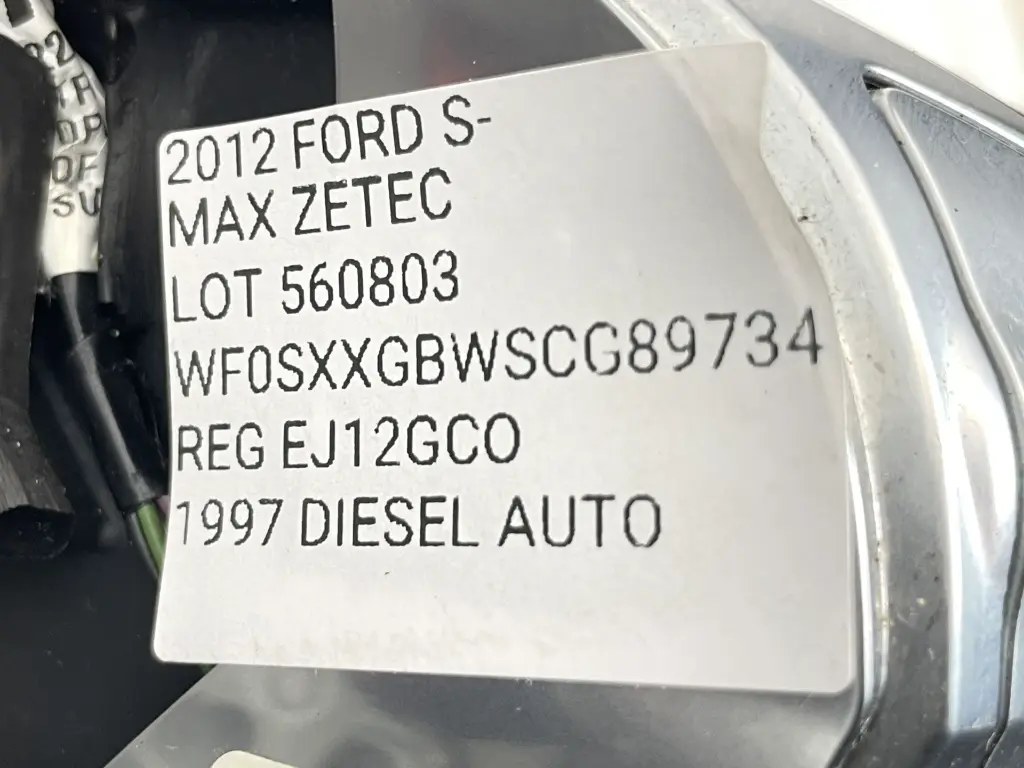 2012 FORD S-
MAX ZETEC
LOT 560803
WF0SXXGBWSCG89734
REG EJ12GCO
1997 DIESEL AUTO